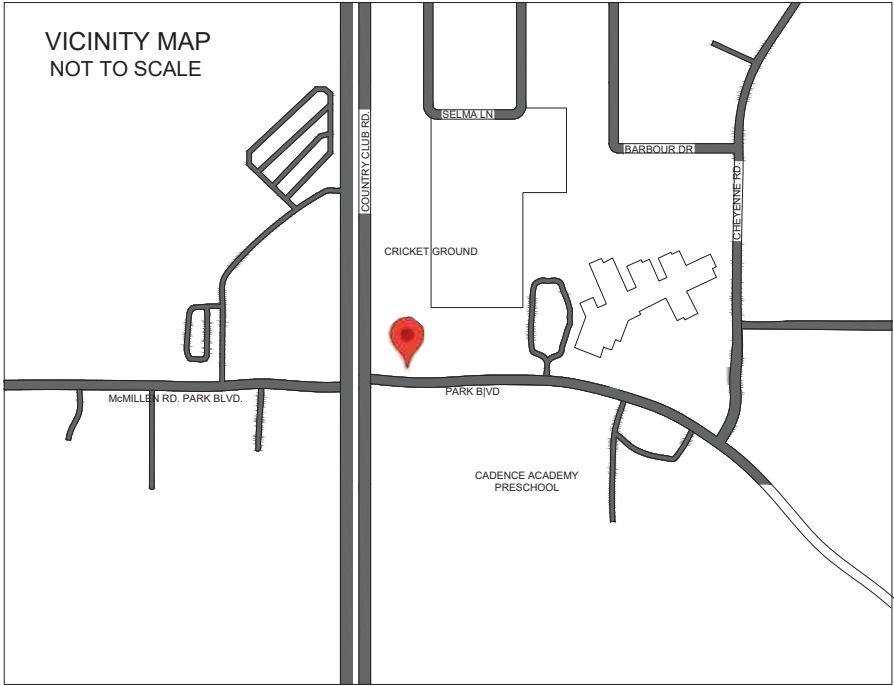 VICINITY MAP
NOT TO SCALE
COUNTRY CLUB RD.
SELMA LN
BARBOUR DR
CHEYENNE RD.
CRICKET GROUND
McMILLEN RD. PARK BLVD.
PARK B|VD
CADENCE ACADEMY
PRESCHOOL